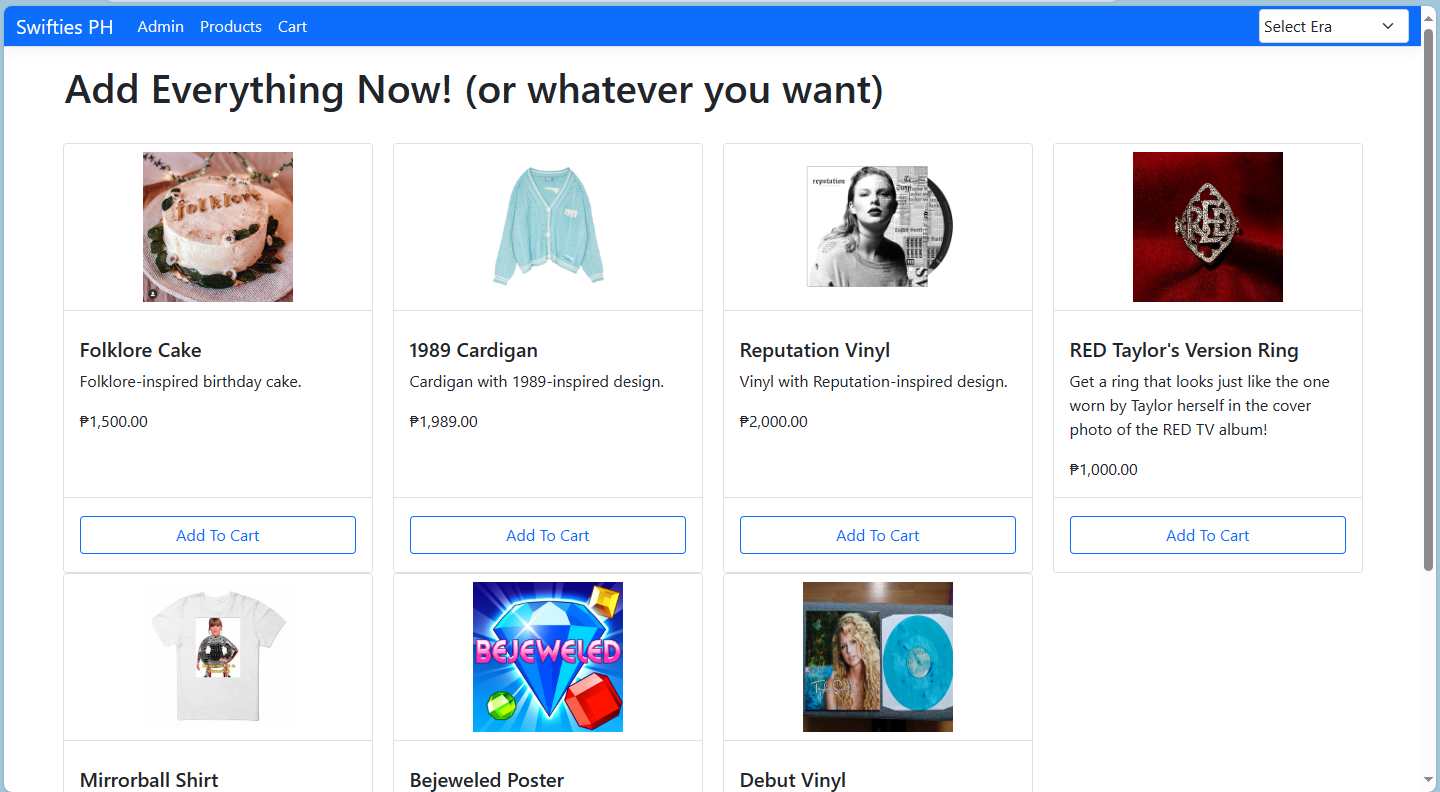 Swifties PH
Admin
Products
Cart
Select Era
Add Everything Now! (or whatever you want)
folklore
1989
reputation
RED
Folklore Cake
Folklore-inspired birthday cake.
₱1,500.00
Add To Cart
1989 Cardigan
Cardigan with 1989-inspired design.
₱1,989.00
Add To Cart
Reputation Vinyl
Vinyl with Reputation-inspired design.
₱2,000.00
Add To Cart
RED Taylor's Version Ring
Get a ring that looks just like the one
worn by Taylor herself in the cover
photo of the RED TV album!
₱1,000.00
Add To Cart
BEJEWELED
Taylor Swift
Mirrorball Shirt
Bejeweled Poster
Debut Vinyl